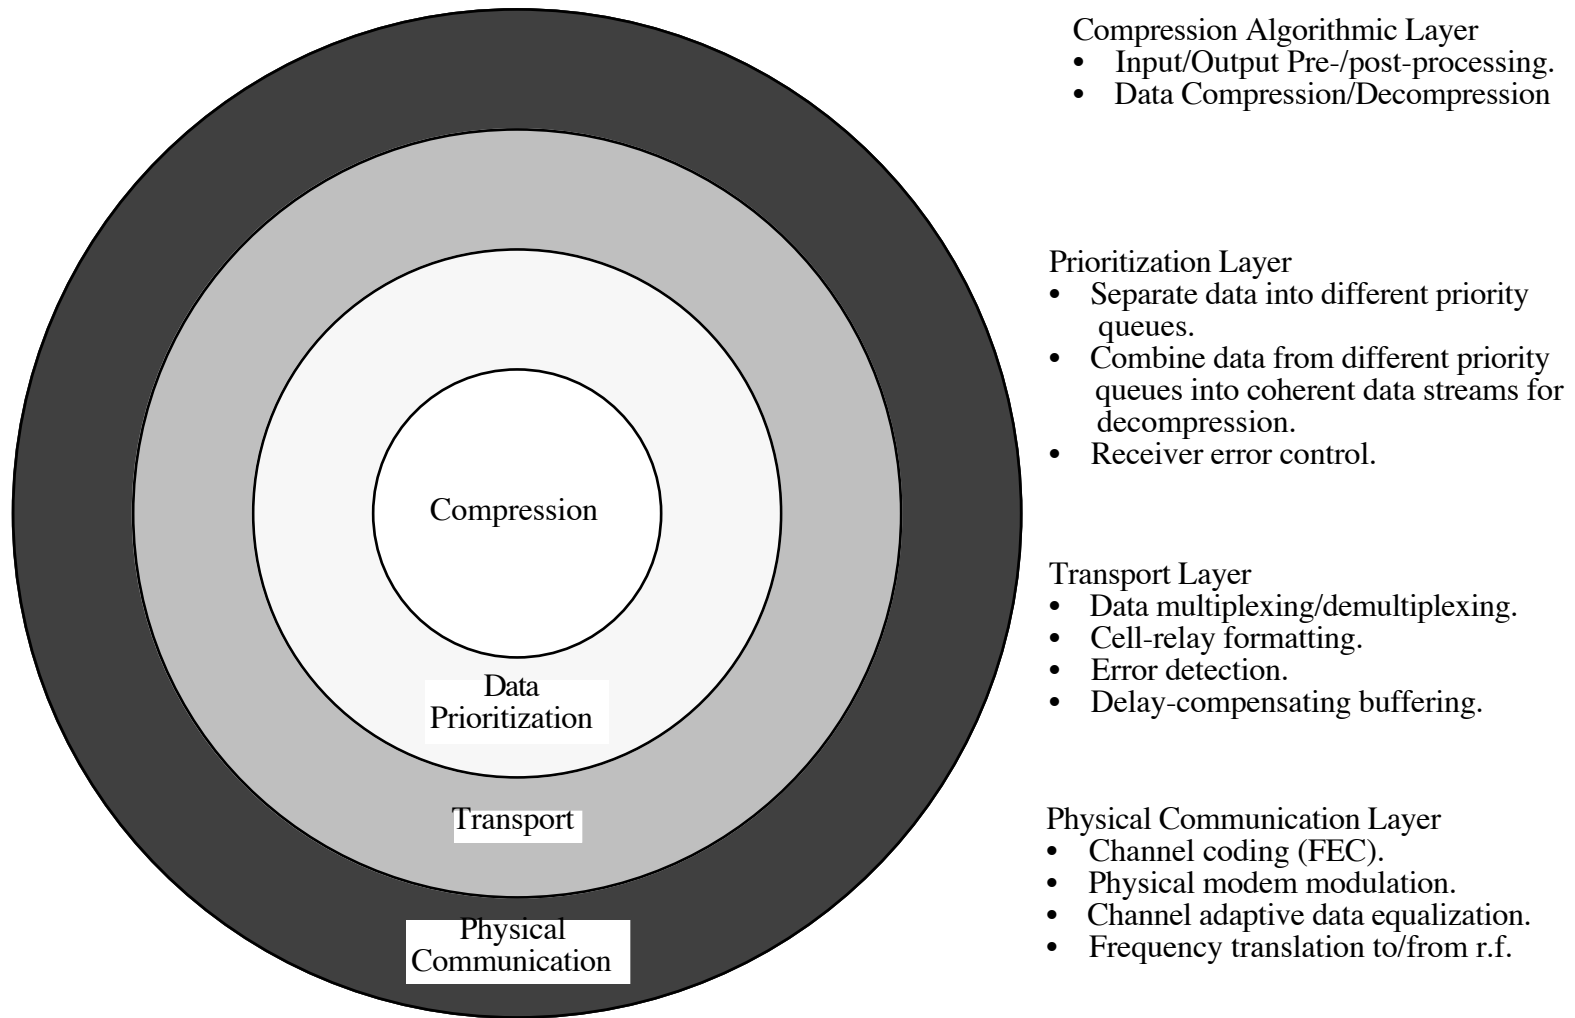 Compression Algorithmic Layer
• Input/Output Pre-/post-processing.
• Data Compression/Decompression
Prioritization Layer
• Separate data into different priority
queues.
• Combine data from different priority
queues into coherent data streams for
decompression.
• Receiver error control.
Transport Layer
• Data multiplexing/demultiplexing.
• Cell-relay formatting.
• Error detection.
• Delay-compensating buffering.
Physical Communication Layer
• Channel coding (FEC).
• Physical modem modulation.
• Channel adaptive data equalization.
• Frequency translation to/from r.f.
Compression
Data
Prioritization
Transport
Physical
Communication